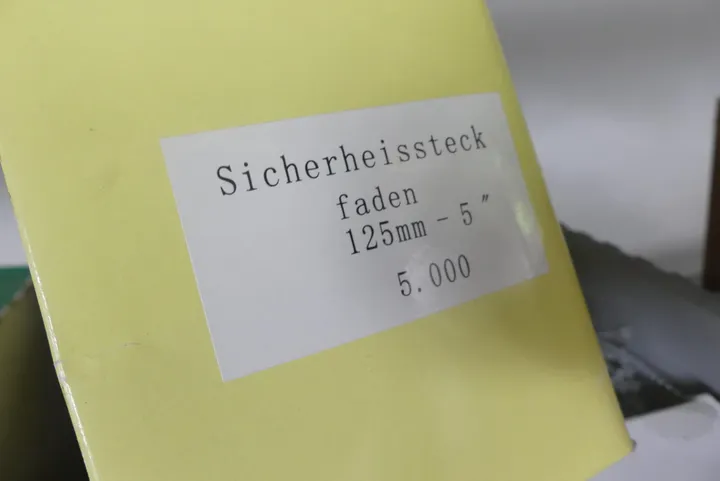 Sicherheissteck
faden
125mm - 5″
5.000